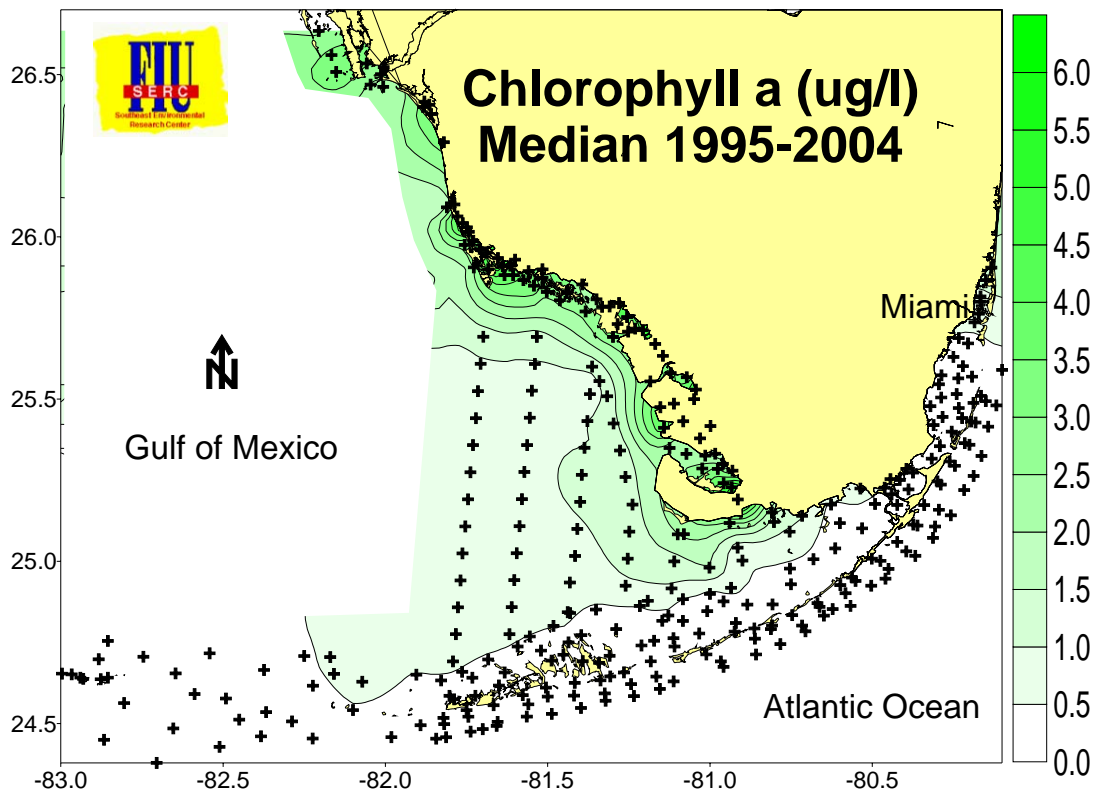 FIU
SERC
Southeast Environmental
Research Center
Chlorophyll a (ug/l)
Median 1995-2004
Miami
N
Gulf of Mexico
Atlantic Ocean
26.5
26.0
25.5
25.0
24.5
-83.0
-82.5
-82.0
-81.5
-81.0
-80.5
6.0
5.5
5.0
4.5
4.0
3.5
3.0
2.5
2.0
1.5
1.0
0.5
0.0